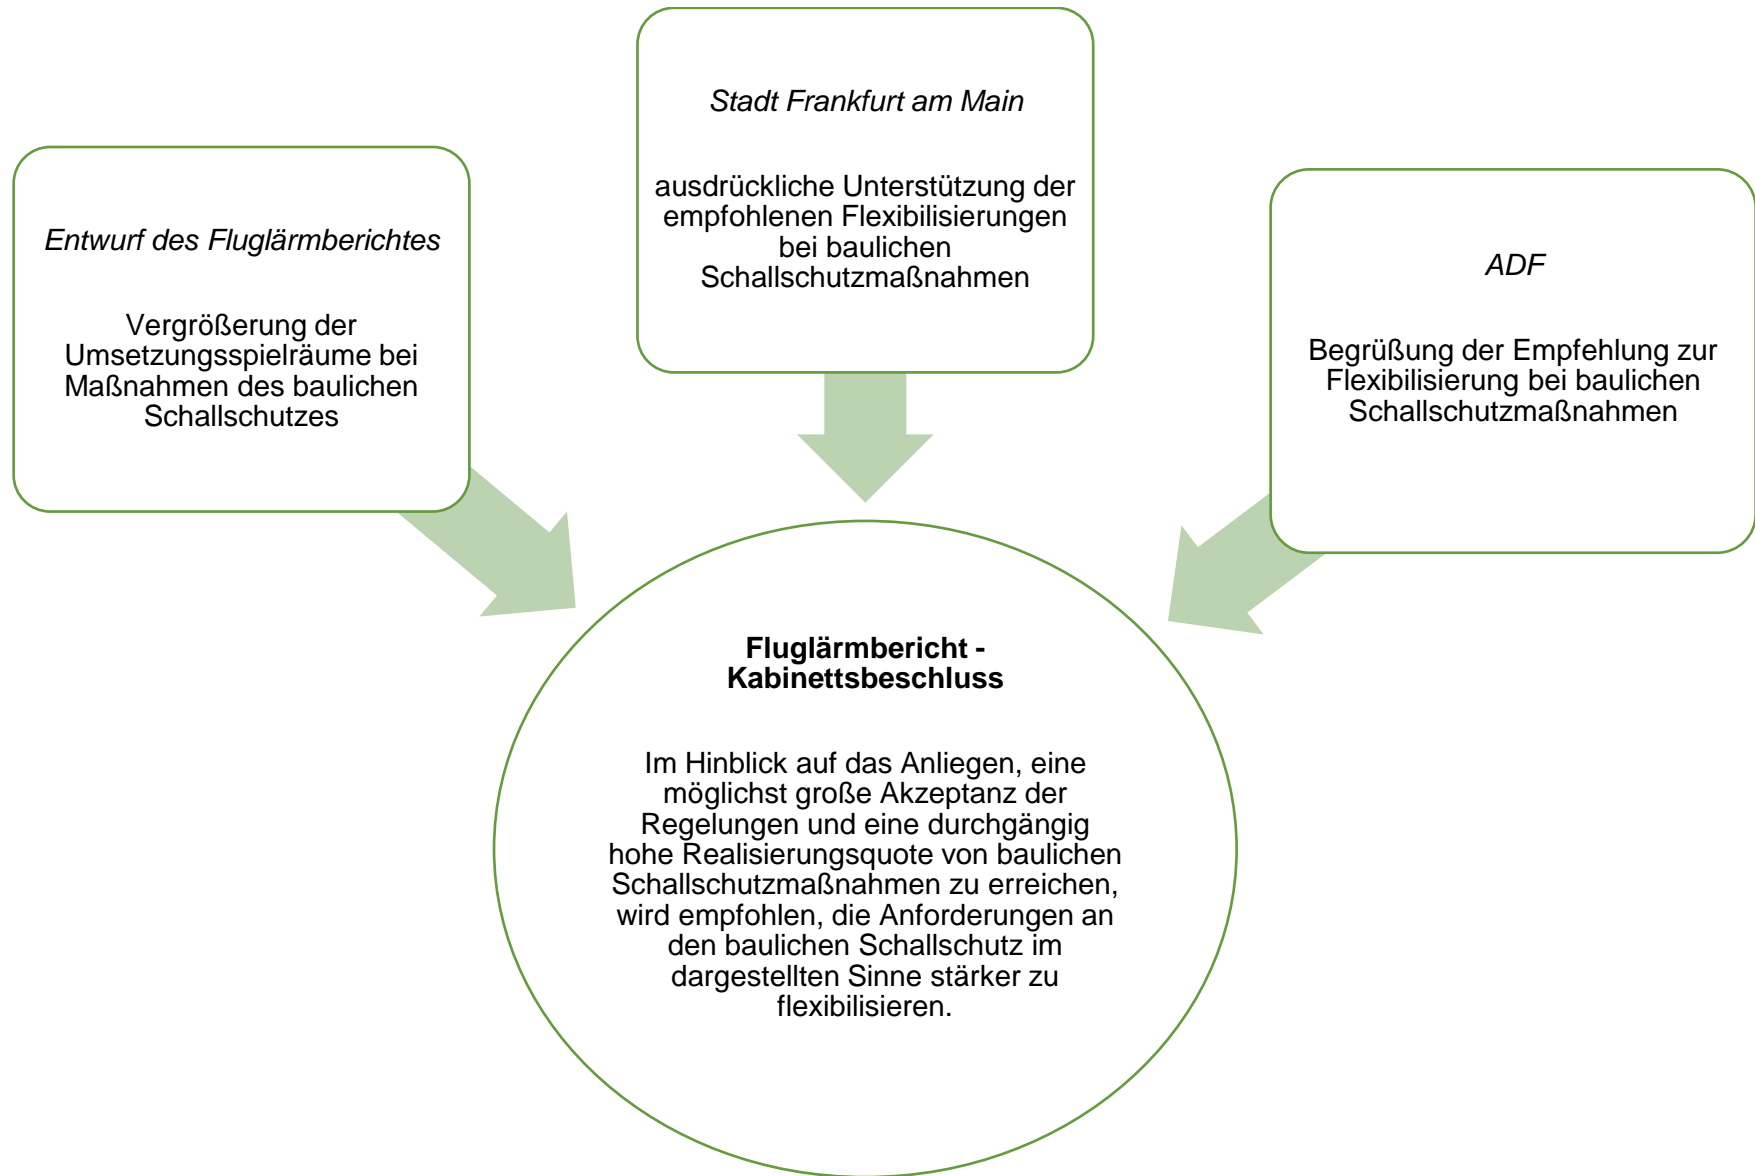 Entwurf des Fluglärmberichtes
Vergrößerung der
Umsetzungsspielräume bei
Maßnahmen des baulichen
Schallschutzes
Stadt Frankfurt am Main
ausdrückliche Unterstützung der
empfohlenen Flexibilisierungen
bei baulichen
Schallschutzmaßnahmen
ADF
Begrüßung der Empfehlung zur
Flexibilisierung bei baulichen
Schallschutzmaßnahmen
Fluglärmbericht -
Kabinettsbeschluss
Im Hinblick auf das Anliegen, eine
möglichst große Akzeptanz der
Regelungen und eine durchgängig
hohe Realisierungsquote von baulichen
Schallschutzmaßnahmen zu erreichen,
wird empfohlen, die Anforderungen an
den baulichen Schallschutz im
dargestellten Sinne stärker zu
flexibilisieren.